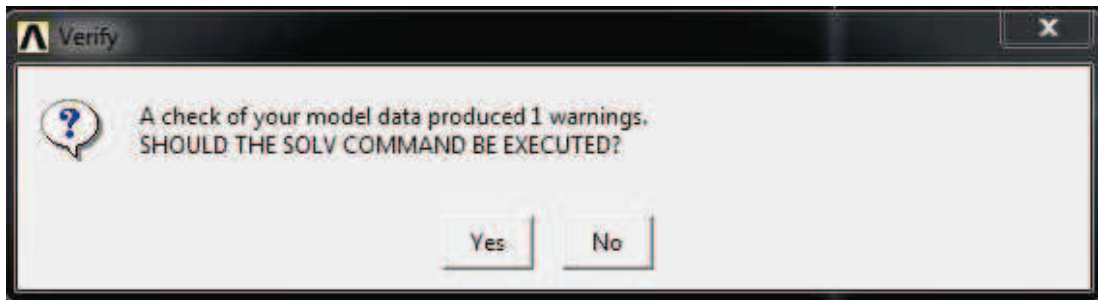 Verify
A check of your model data produced 1 warnings.
SHOULD THE SOLV COMMAND BE EXECUTED?
Yes No